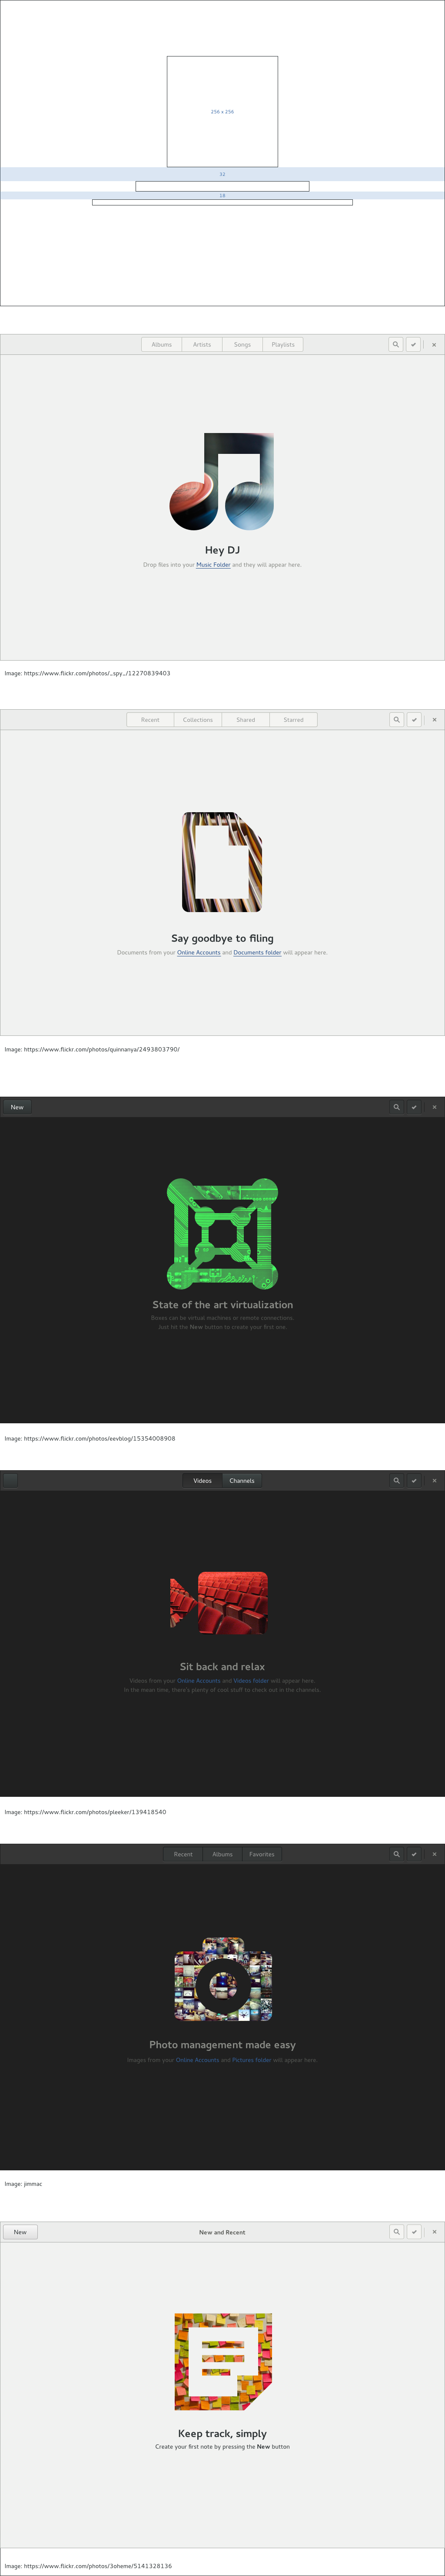 256 x 256
32
18
Albums Artists Songs Playlists
Hey DJ
Drop files into your Music Folder and they will appear here.
Image: https://www.flickr.com/photos/_spy_/12270839403
Recent Collections Shared Starred
Say goodbye to filing
Documents from your Online Accounts and Documents folder will appear here.
Image: https://www.flickr.com/photos/quinnanya/2493803790/
New
State of the art virtualization
Boxes can be virtual machines or remote connections.
Just hit the New button to create your first one.
Image: https://www.flickr.com/photos/eevblog/15354008908
Videos Channels
Sit back and relax
Videos from your Online Accounts and Videos folder will appear here.
In the mean time, there's plenty of cool stuff to check out in the channels.
Image: https://www.flickr.com/photos/pleeker/139418540
Recent Albums Favorites
Photo management made easy
Images from your Online Accounts and Pictures folder will appear here.
Image: jimmac
New New and Recent
Keep track, simply
Create your first note by pressing the New button
Image: https://www.flickr.com/photos/3oheme/5141328136